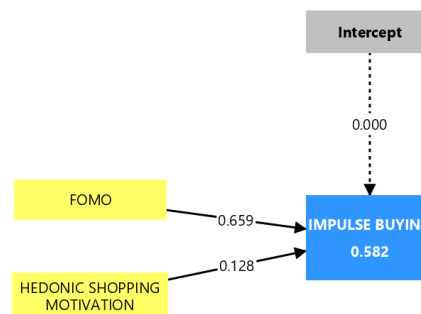 Intercept
0.000
FOMO
0.659
IMPULSE BUYIN
0.582
0.128
HEDONIC SHOPPING
MOTIVATION